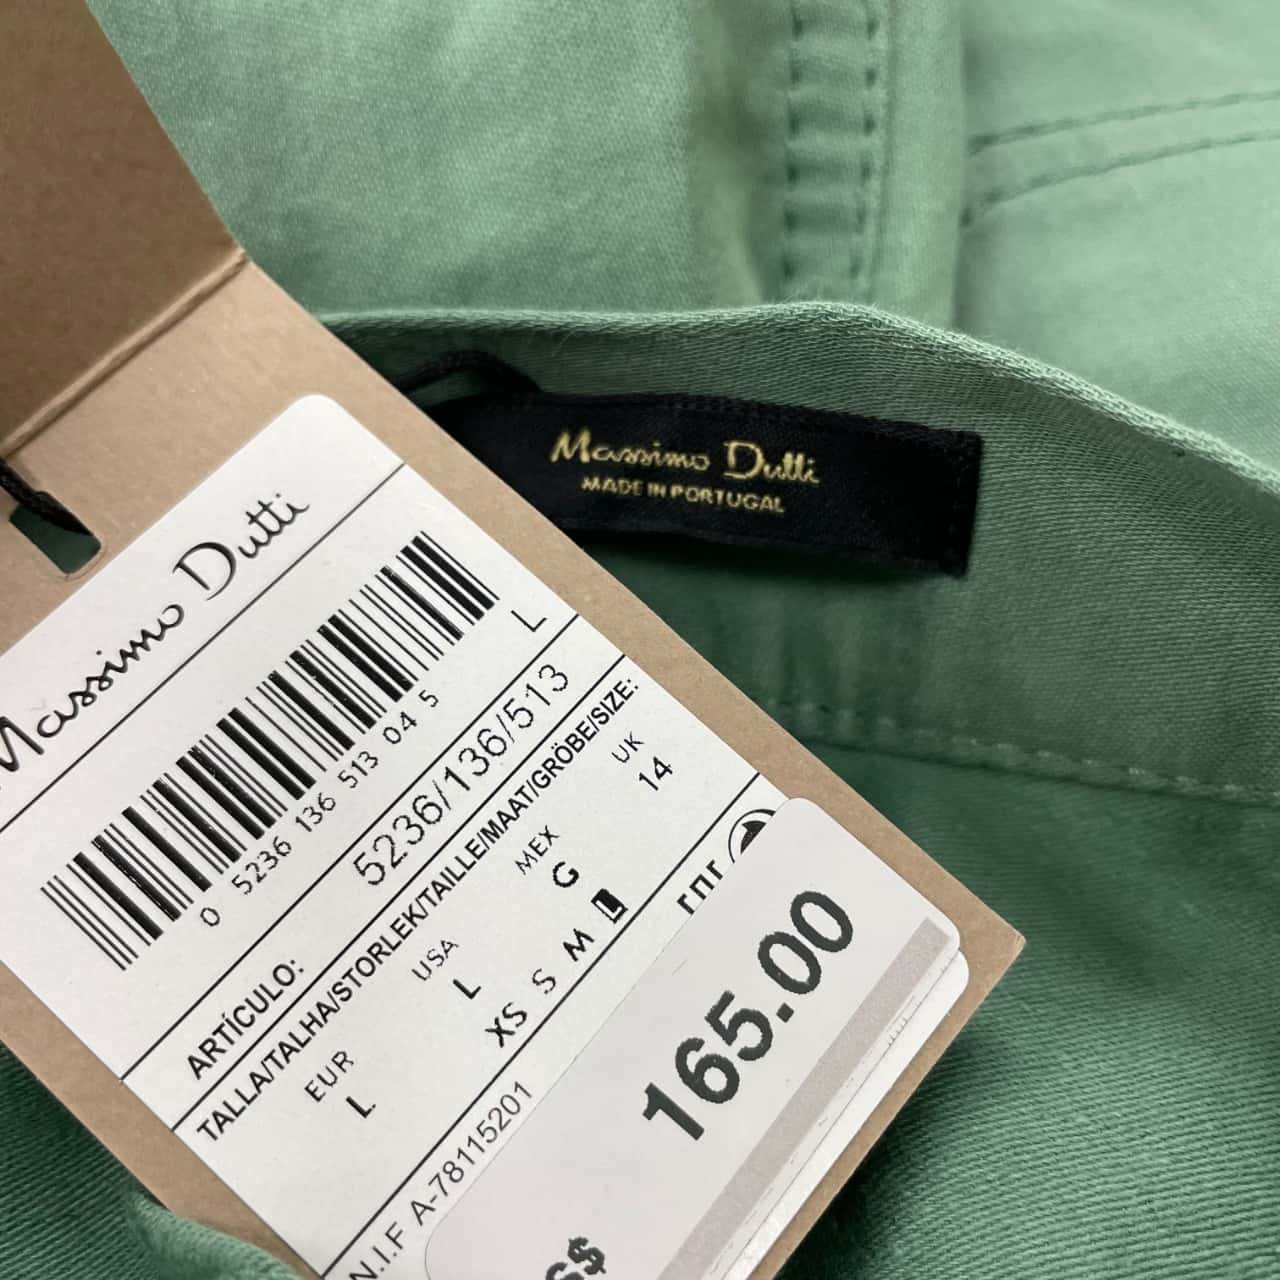 Massimo Dutti
MADE IN PORTUGAL
Massimo Dutti
L
0 5236 136 513 04 5
ARTÍCULO: 5236/136/513
TALLA/TALHA/STORLEK/TAILLE/MAAT/GRÖBE/SIZE:
EUR USA MEX UK
L L G 14
XS S M L
N.I.F A-78115201
165.00
S$